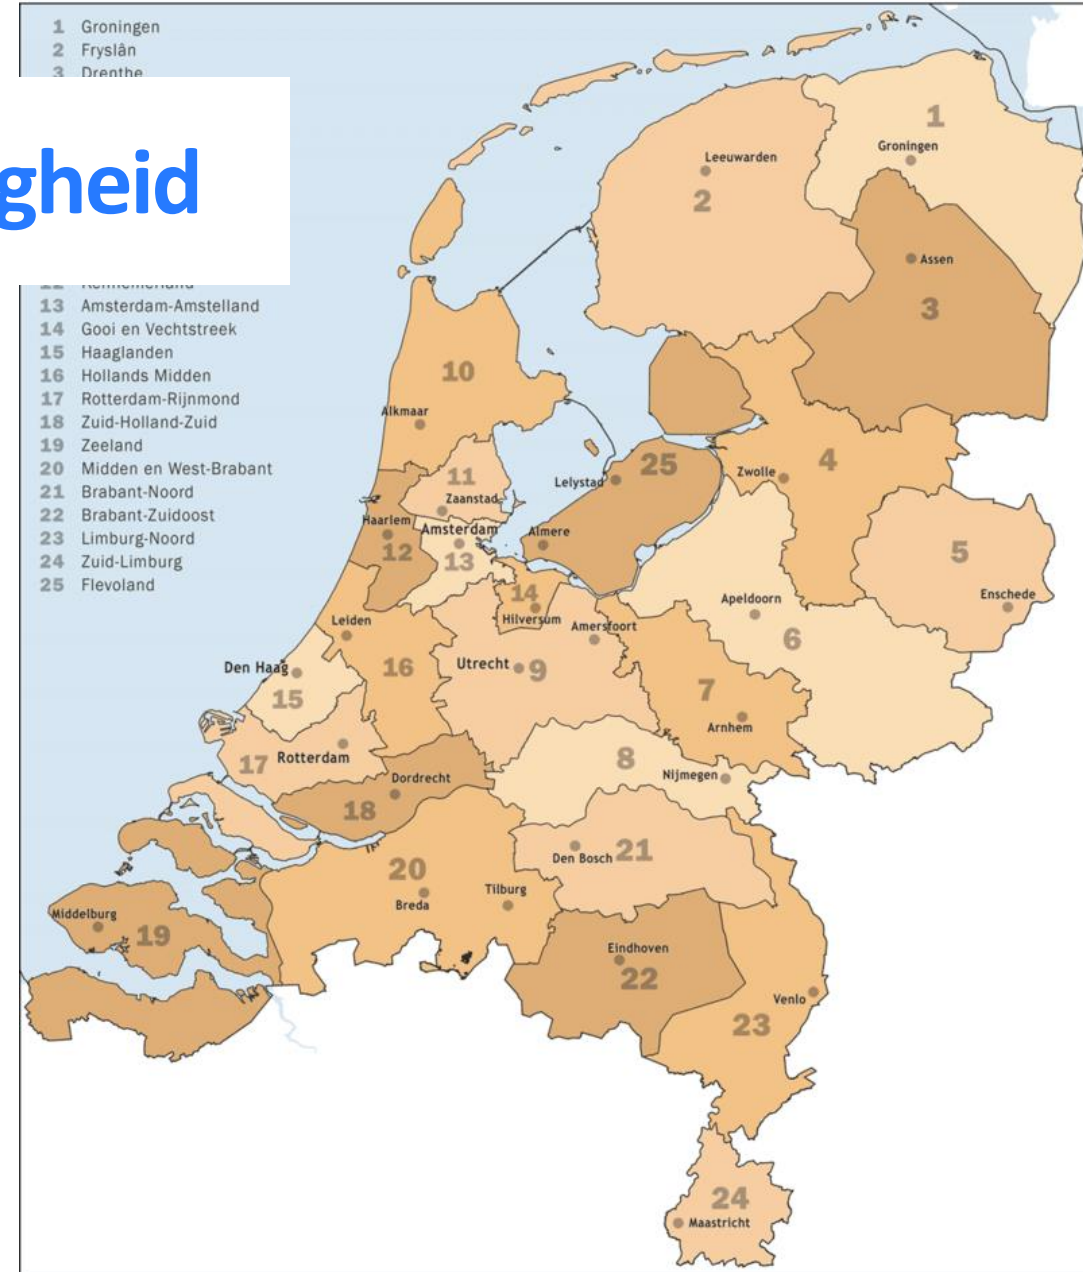 1 Groningen
2 Fryslân
3 Drenthe
gheid
12 Kennemerland
13 Amsterdam-Amstelland
14 Gooi en Vechtstreek
15 Haaglanden
16 Hollands Midden
17 Rotterdam-Rijnmond
18 Zuid-Holland-Zuid
19 Zeeland
20 Midden en West-Brabant
21 Brabant-Noord
22 Brabant-Zuidoost
23 Limburg-Noord
24 Zuid-Limburg
25 Flevoland
1
Groningen
Leeuwarden
2
Assen
3
10
Alkmaar
11
Zaanstad
Lelystad
25
Zwolle
4
Haarlem
12
Amsterdam
13
Almere
5
Enschede
14
Hilversum
Amersfoort
Apeldoorn
6
Leiden
16
Utrecht
9
Den Haag
15
7
Arnhem
17
Rotterdam
8
Nijmegen
Dordrecht
18
20
Breda
Tilburg
Den Bosch
21
Middelburg
19
Eindhoven
22
Venlo
23
24
Maastricht